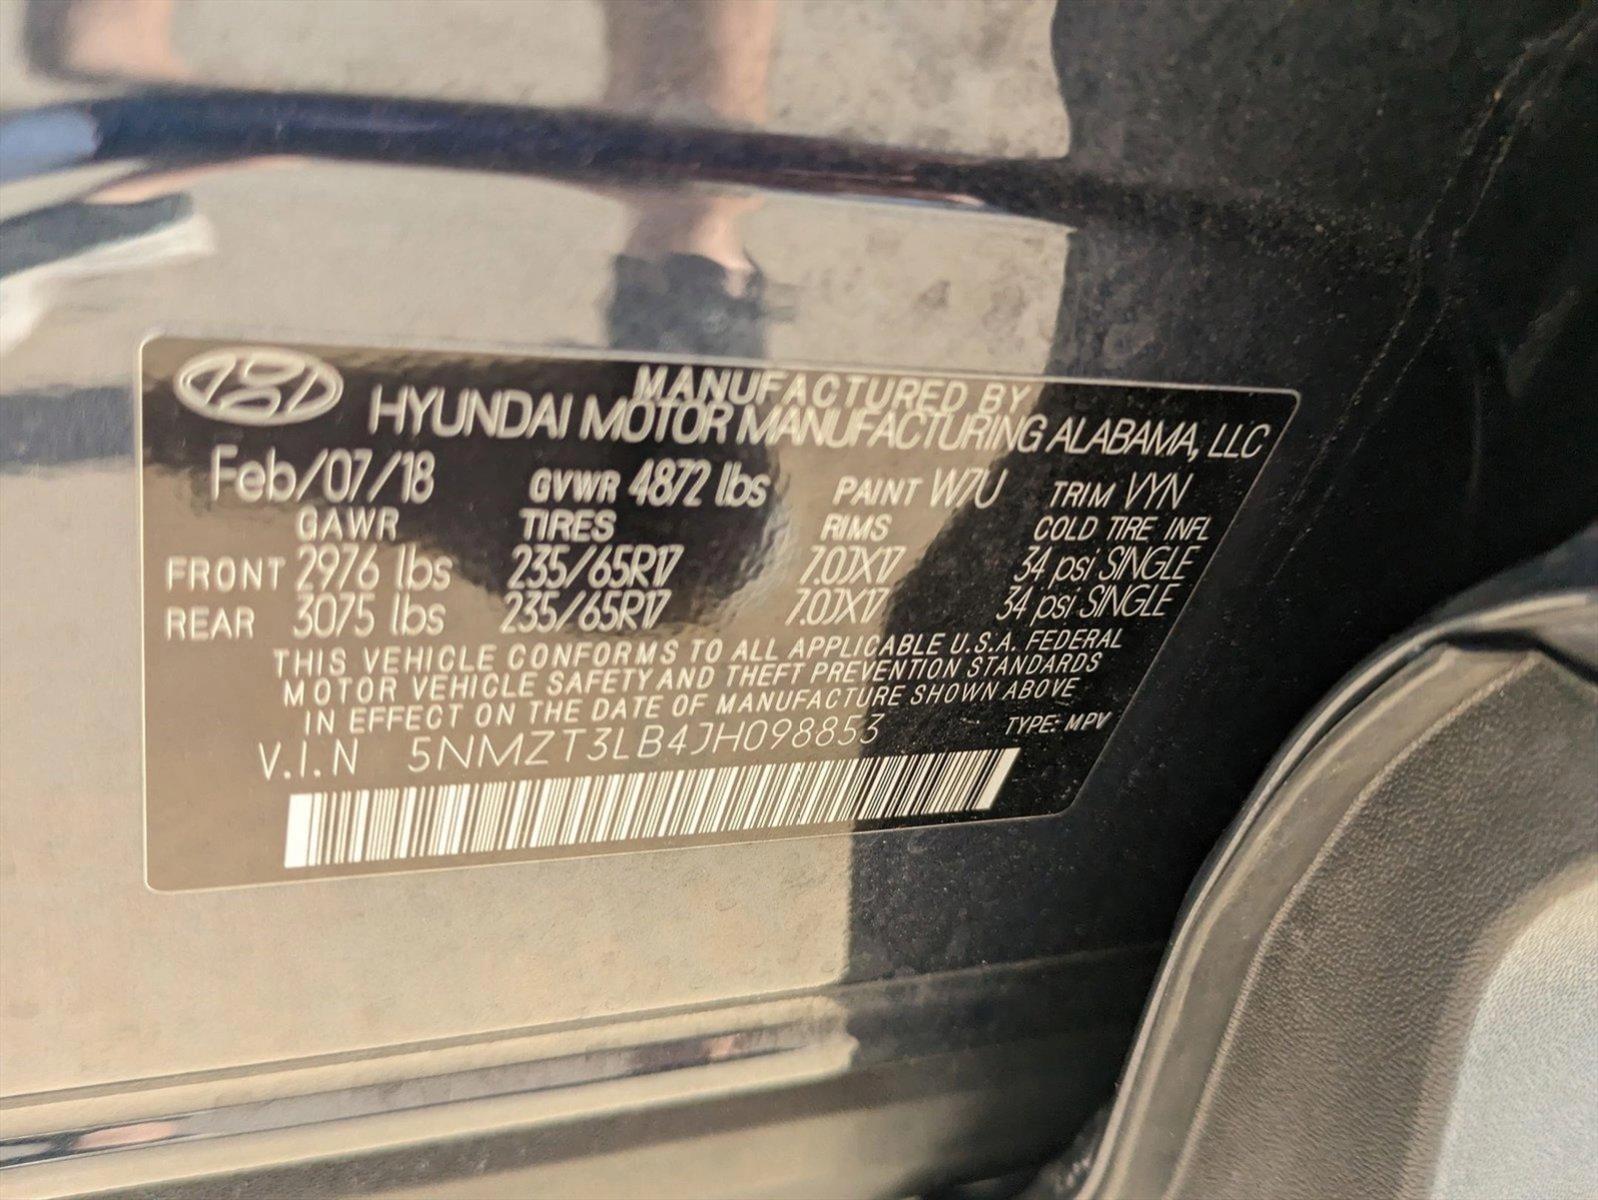 MANUFACTURED BY
HYUNDAI MOTOR MANUFACTURING ALABAMA, LLC
Feb/07/18 GVWR 4872 lbs PAINT W7U TRIM VYN
GAWR TIRES RIMS COLD TIRE INFL
FRONT 2976 lbs 235/65R17 7.0JX17 34 psi SINGLE
REAR 3075 lbs 235/65R17 7.0JX17 34 psi SINGLE
THIS VEHICLE CONFORMS TO ALL APPLICABLE U.S.A. FEDERAL
MOTOR VEHICLE SAFETY AND THEFT PREVENTION STANDARDS
IN EFFECT ON THE DATE OF MANUFACTURE SHOWN ABOVE
V.I.N 5NMZT3LB4JH098853 TYPE: MPV